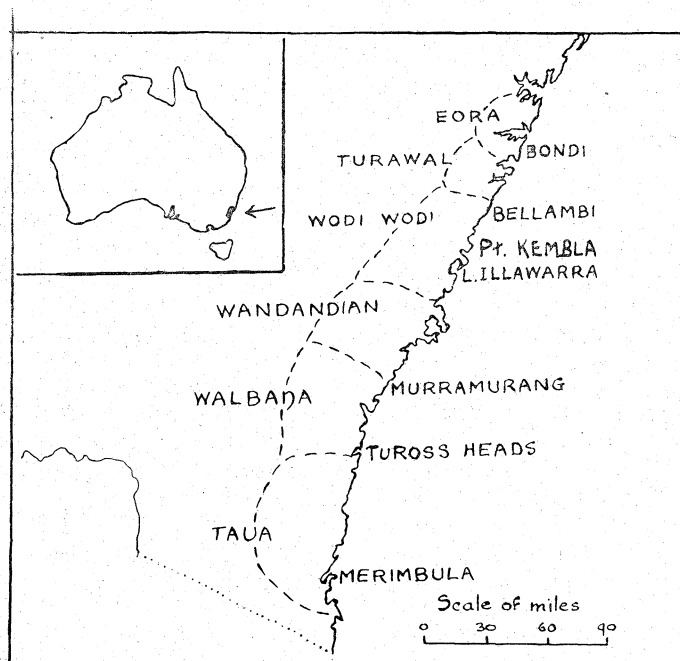 EORA
BONDI
TURAWAL
WODI WODI
BELLAMBI
Pt. KEMBLA
L. ILLAWARRA
WANDANDIAN
WALBANA
MURRAMURANG
TUROSS HEADS
TAUA
MERIMBULA
Scale of miles
0 30 60 90